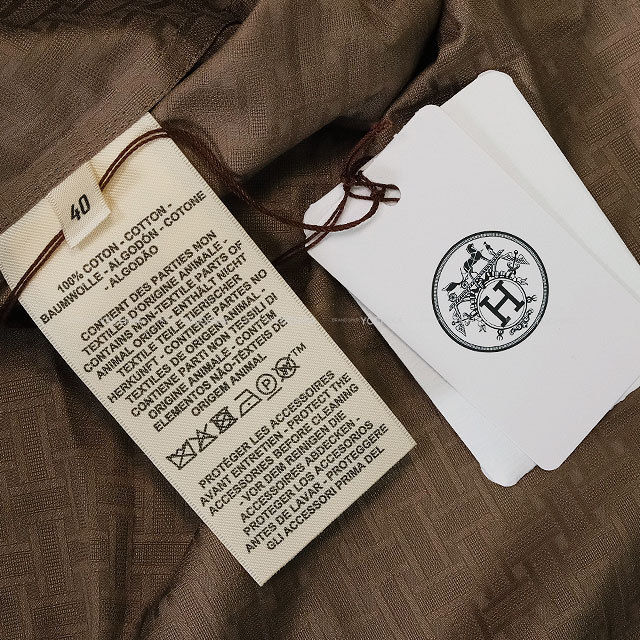 40
100% COTON - COTTON -
BAUMWOLLE - ALGODÓN - COTONE
- ALGODÃO
CONTIENT DES PARTIES NON
TEXTILES D'ORIGINE ANIMALE -
CONTAINS NON-TEXTILE PARTS OF
ANIMAL ORIGIN - ENTHÄLT NICHT
TEXTILE TEILE TIERISCHER
HERKUNFT - CONTIENE PARTES NO
TEXTILES DE ORIGEN ANIMAL -
CONTIENE PARTI NON TESSILI DI
ORIGINE ANIMALE - CONTÉM
ELEMENTOS NÃO-TÊXTEIS DE
ORIGEM ANIMAL
P
TM
PROTÉGER LES ACCESSOIRES
AVANT ENTRETIEN - PROTECT THE
ACCESSORIES BEFORE CLEANING
VOR DEM REINIGEN DIE
ACCESSOIRES ABDECKEN -
PROTEGER LOS ACCESORIOS
ANTES DE LAVAR - PROTEGGERE
GLI ACCESSORI PRIMA DEL
H